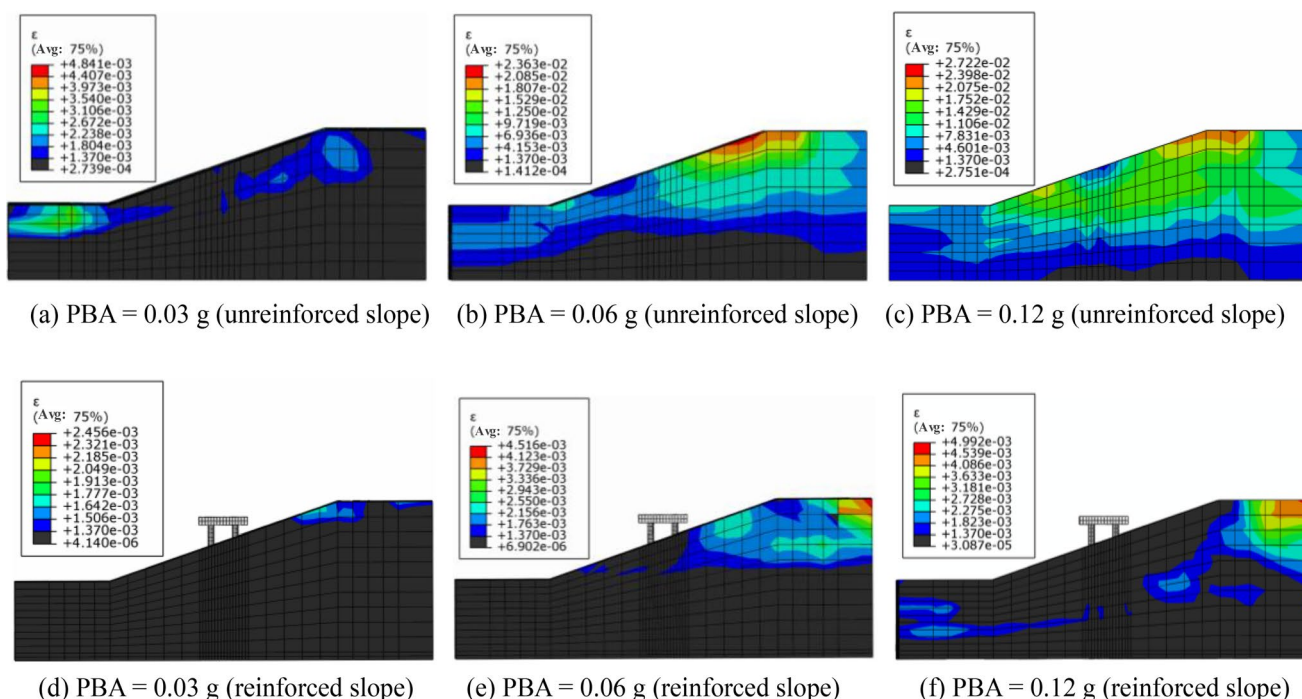 ε
(Avg: 75%)
+4.841e-03
+4.407e-03
+3.973e-03
+3.540e-03
+3.106e-03
+2.672e-03
+2.238e-03
+1.804e-03
+1.370e-03
+2.739e-04
ε
(Avg: 75%)
+2.363e-02
+2.085e-02
+1.807e-02
+1.529e-02
+1.250e-02
+9.719e-03
+6.936e-03
+4.153e-03
+1.370e-03
+1.412e-04
ε
(Avg: 75%)
+2.722e-02
+2.398e-02
+2.075e-02
+1.752e-02
+1.429e-02
+1.106e-02
+7.831e-03
+4.601e-03
+1.370e-03
+2.751e-04
(a) PBA = 0.03 g (unreinforced slope)
(b) PBA = 0.06 g (unreinforced slope)
(c) PBA = 0.12 g (unreinforced slope)
ε
(Avg: 75%)
+2.456e-03
+2.321e-03
+2.185e-03
+2.049e-03
+1.913e-03
+1.777e-03
+1.642e-03
+1.506e-03
+1.370e-03
+4.140e-06
ε
(Avg: 75%)
+4.516e-03
+4.123e-03
+3.729e-03
+3.336e-03
+2.943e-03
+2.550e-03
+2.156e-03
+1.763e-03
+1.370e-03
+6.902e-06
ε
(Avg: 75%)
+4.992e-03
+4.539e-03
+4.086e-03
+3.633e-03
+3.181e-03
+2.728e-03
+2.275e-03
+1.823e-03
+1.370e-03
+3.087e-05
(d) PBA = 0.03 g (reinforced slope)
(e) PBA = 0.06 g (reinforced slope)
(f) PBA = 0.12 g (reinforced slope)